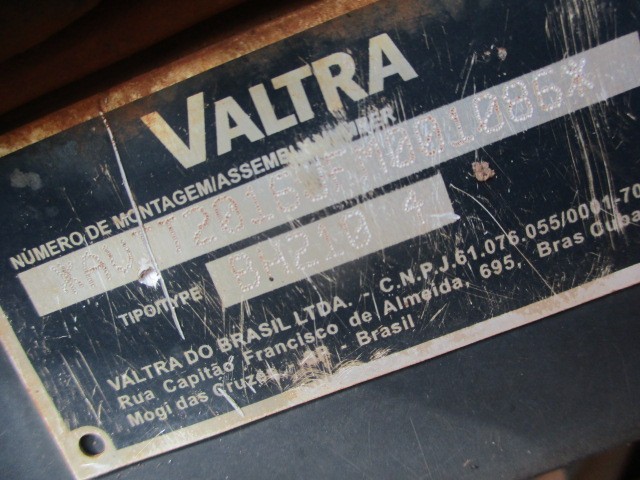 VALTRA
NÚMERO DE MONTAGEM/ASSEMBLY NUMBER
TIPO/TYPE BH210 4
VALTRA DO BRASIL LTDA. - C.N.P.J.61.076.055/0001-70
Rua Capitão Francisco de Almeida, 695, Bras Cubas
Mogi das Cruzes - SP - Brasil